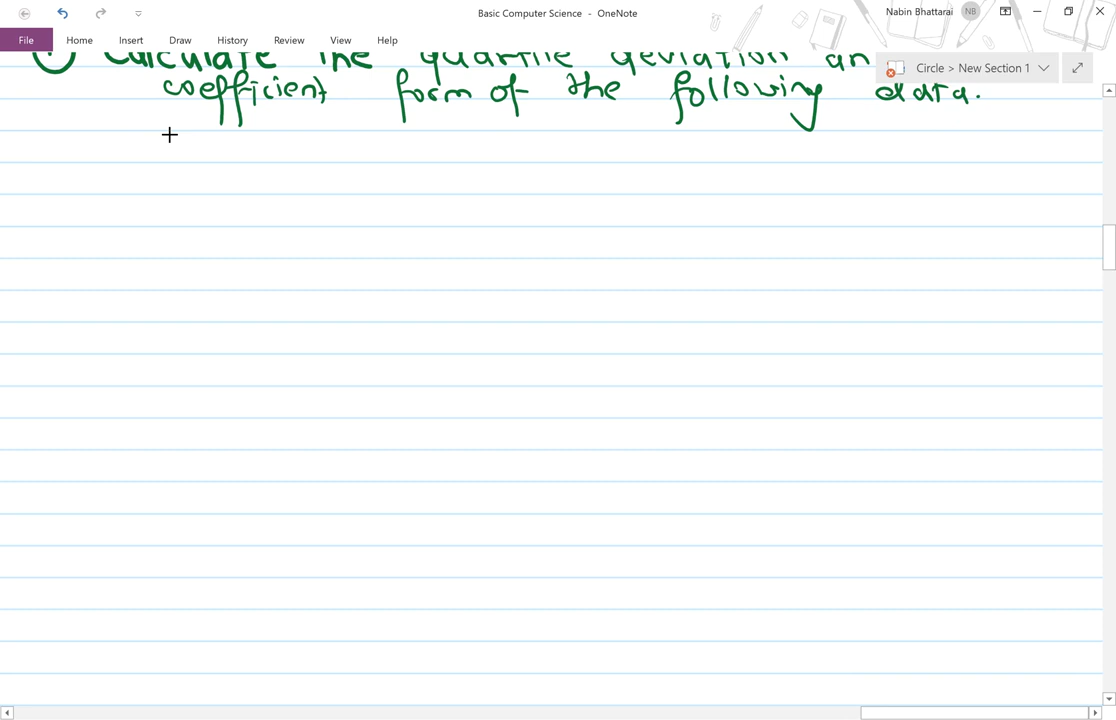 Basic Computer Science - OneNote
Nabin Bhattarai NB
File Home Insert Draw History Review View Help
Calculate the quartile deviation an
Circle > New Section 1
coefficient form of the following data.